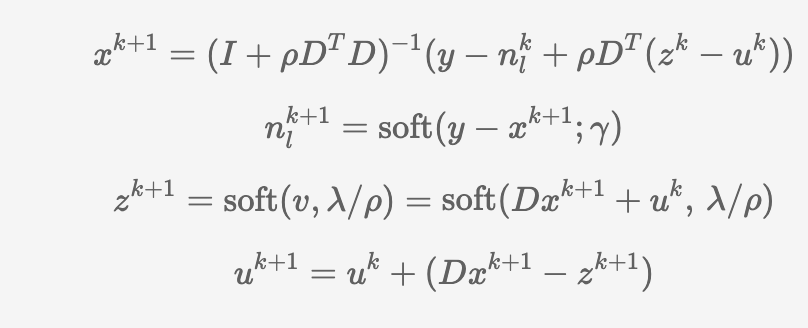 x^{k+1} = (I + ρD^T D)^{-1}(y − n_l^k + ρD^T(z^k − u^k))
n_l^{k+1} = soft(y − x^{k+1}; γ)
z^{k+1} = soft(v, λ/ρ) = soft(Dx^{k+1} + u^k, λ/ρ)
u^{k+1} = u^k + (Dx^{k+1} − z^{k+1})